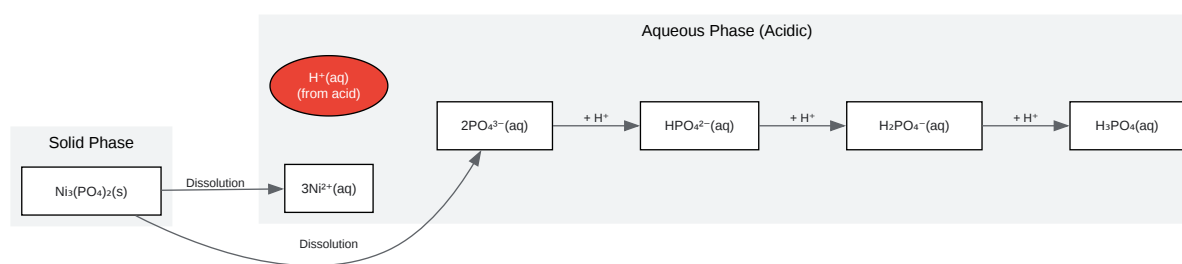 Aqueous Phase (Acidic)
H⁺(aq)
(from acid)
2PO₄³⁻(aq)
+ H⁺
HPO₄²⁻(aq)
+ H⁺
H₂PO₄⁻(aq)
+ H⁺
H₃PO₄(aq)
Solid Phase
Ni₃(PO₄)₂(s)
Dissolution
3Ni²⁺(aq)
Dissolution